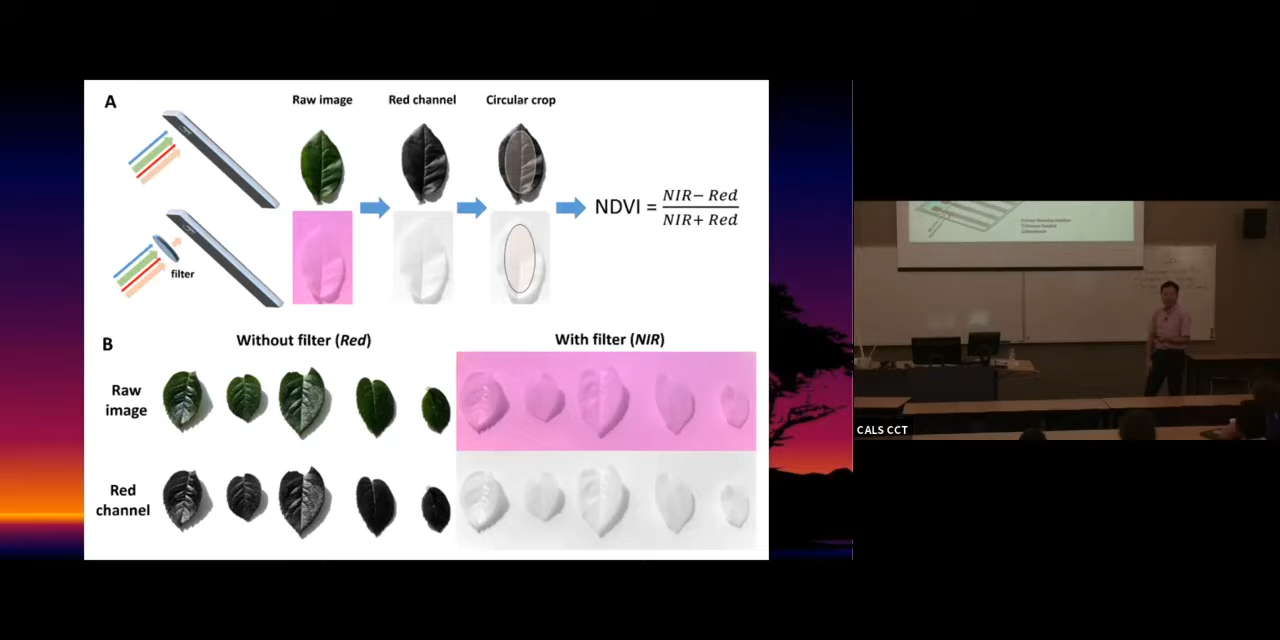 A
Raw image
Red channel
Circular crop
filter
NDVI = NIR− Red / NIR+ Red
B
Without filter (Red)
With filter (NIR)
Raw image
Red channel
CALS CCT